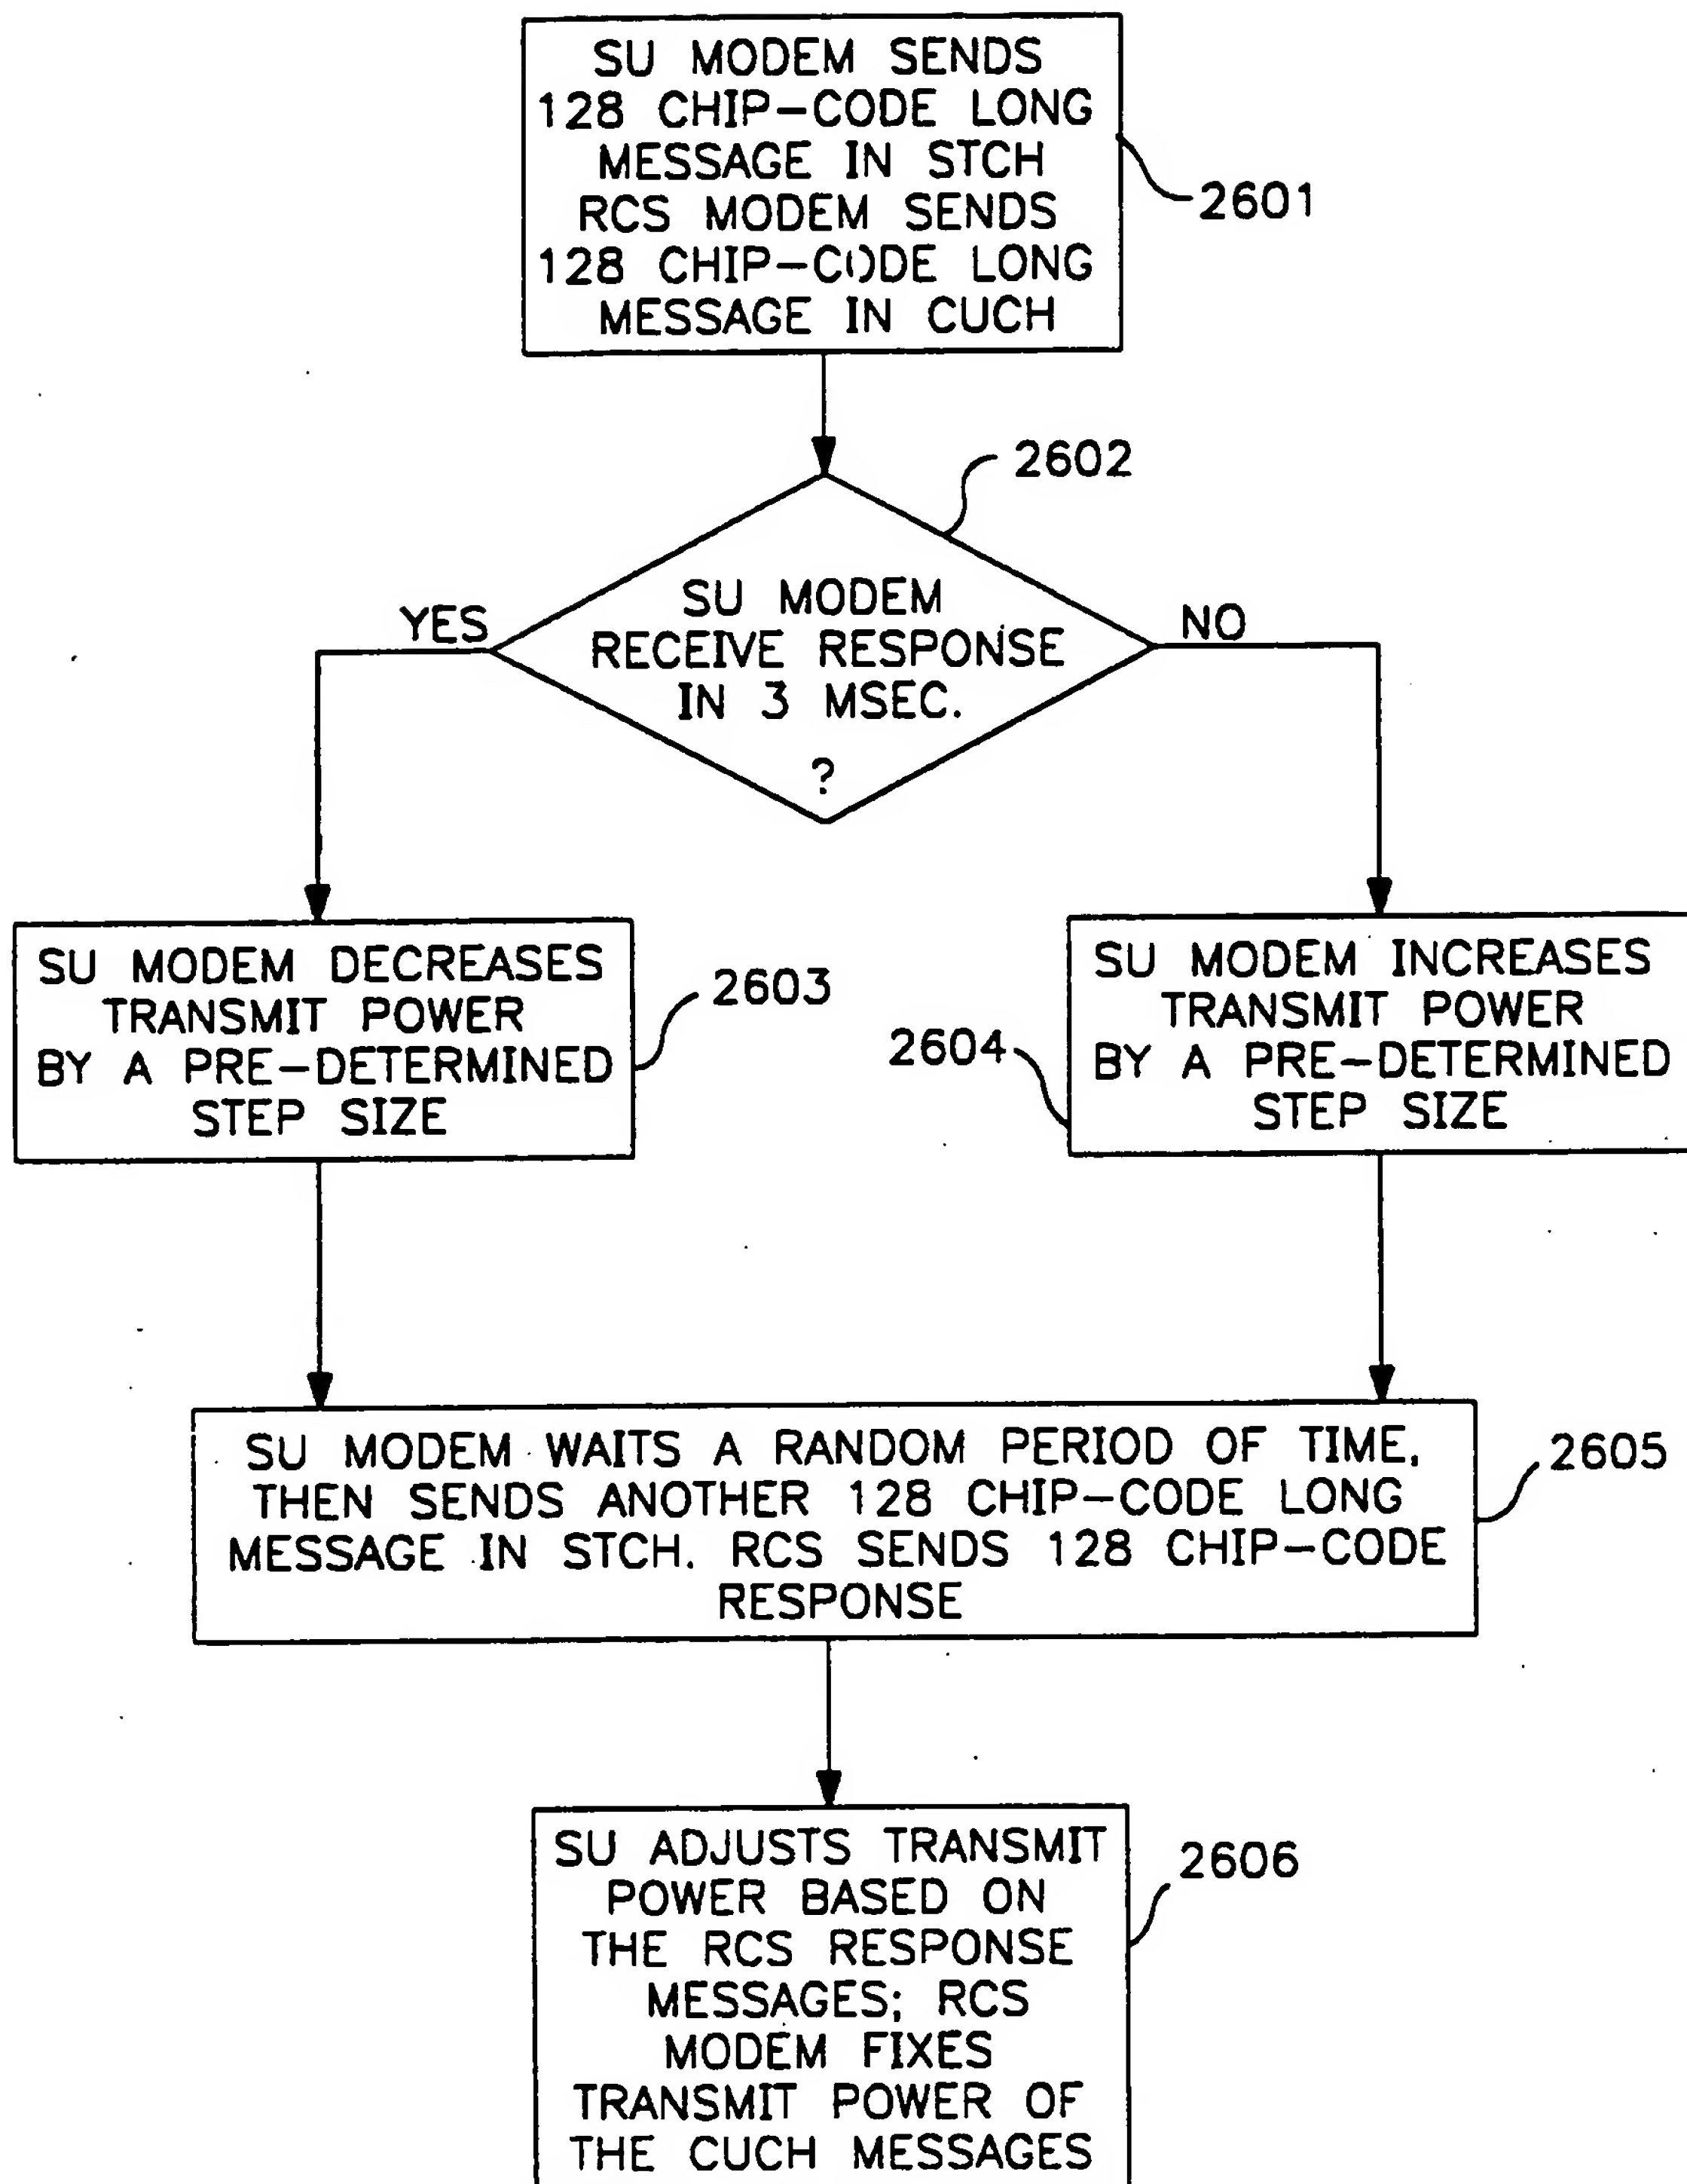 SU MODEM SENDS
128 CHIP-CODE LONG
MESSAGE IN STCH
RCS MODEM SENDS
128 CHIP-CODE LONG
MESSAGE IN CUCH
2601
2602
SU MODEM
RECEIVE RESPONSE
IN 3 MSEC.
?
YES
NO
SU MODEM DECREASES
TRANSMIT POWER
BY A PRE-DETERMINED
STEP SIZE
2603
SU MODEM INCREASES
TRANSMIT POWER
BY A PRE-DETERMINED
STEP SIZE
2604
SU MODEM WAITS A RANDOM PERIOD OF TIME,
THEN SENDS ANOTHER 128 CHIP-CODE LONG
MESSAGE IN STCH. RCS SENDS 128 CHIP-CODE
RESPONSE
2605
SU ADJUSTS TRANSMIT
POWER BASED ON
THE RCS RESPONSE
MESSAGES; RCS
MODEM FIXES
TRANSMIT POWER OF
THE CUCH MESSAGES
2606